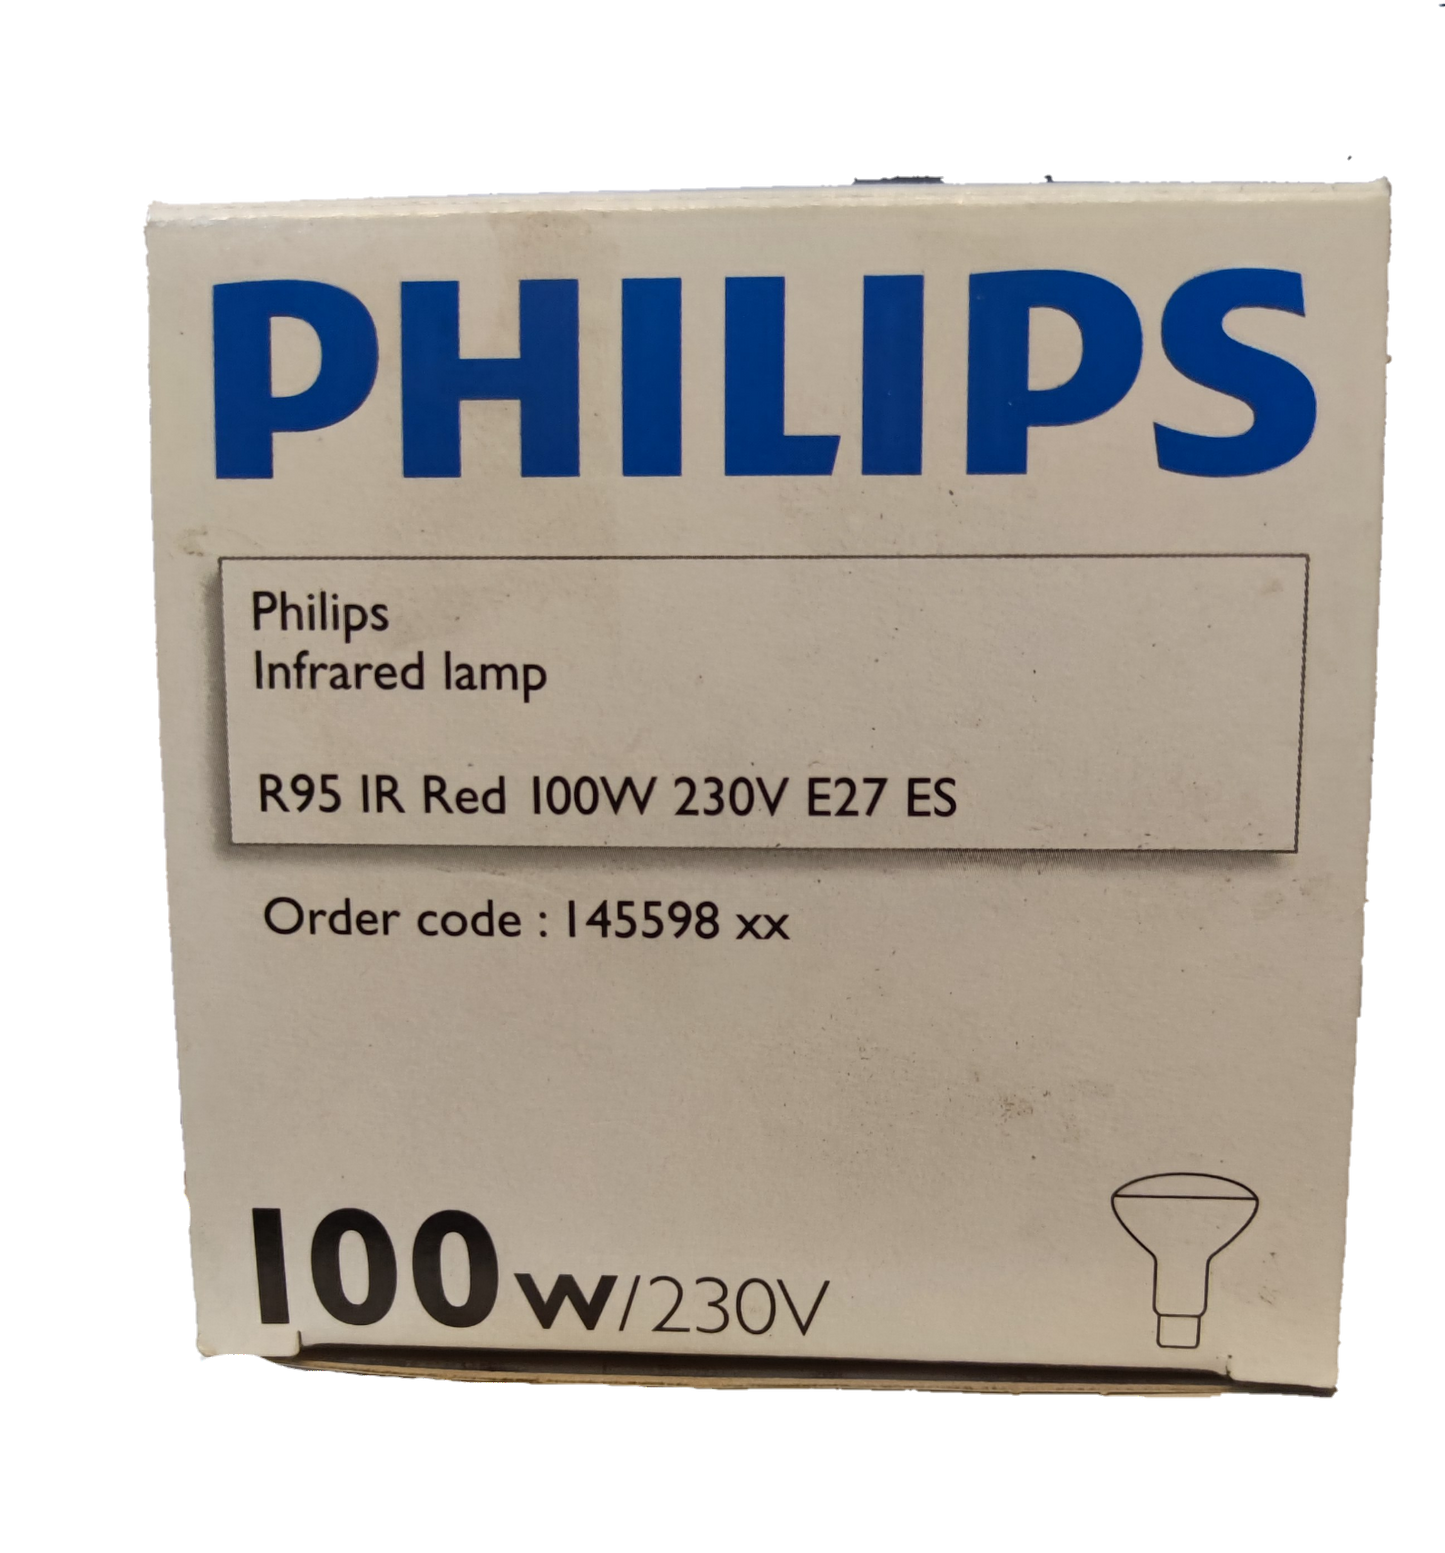 PHILIPS
Philips
Infrared lamp
R95 IR Red 100W 230V E27 ES
Order code : 145598 xx
100w/230V